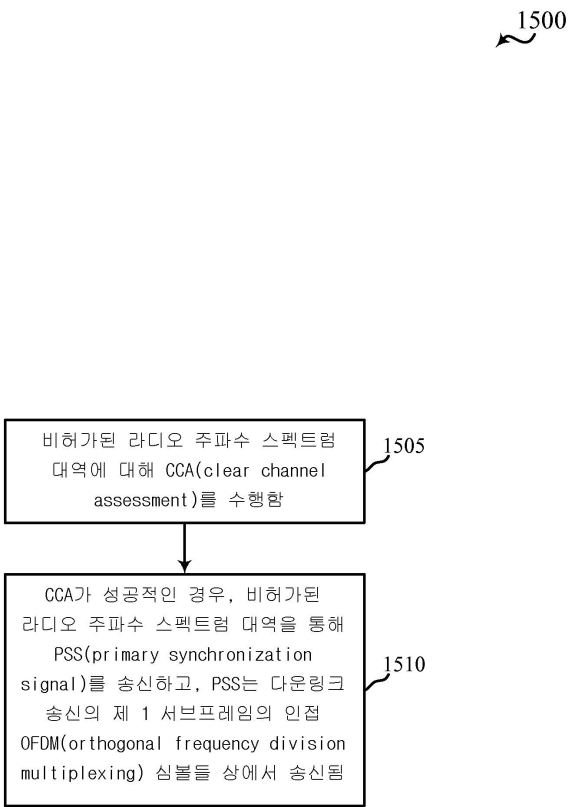 1500
비허가된 라디오 주파수 스펙트럼
대역에 대해 CCA(clear channel
assessment)를 수행함
1505
CCA가 성공적인 경우, 비허가된
라디오 주파수 스펙트럼 대역을 통해
PSS(primary synchronization
signal)를 송신하고, PSS는 다운링크
송신의 제 1 서브프레임의 인접
OFDM(orthogonal frequency division
multiplexing) 심볼들 상에서 송신됨
1510